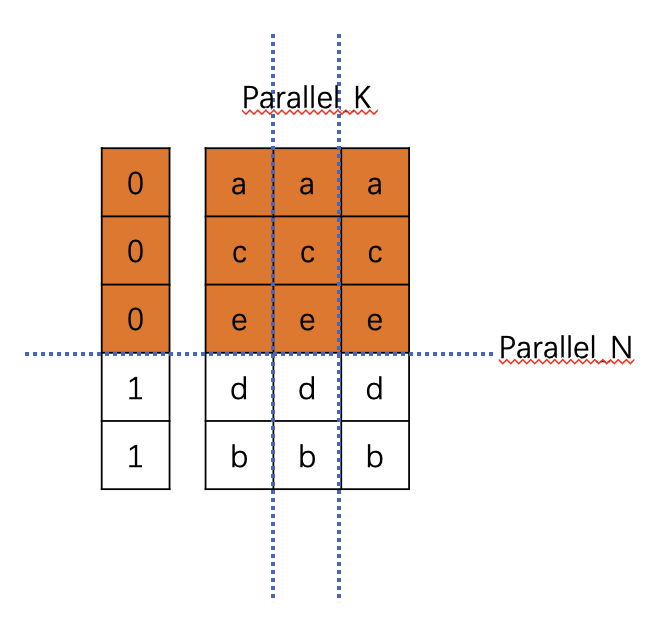 Parallel_K
0 a a a
0 c c c
0 e e e
Parallel_N
1 d d d
1 b b b